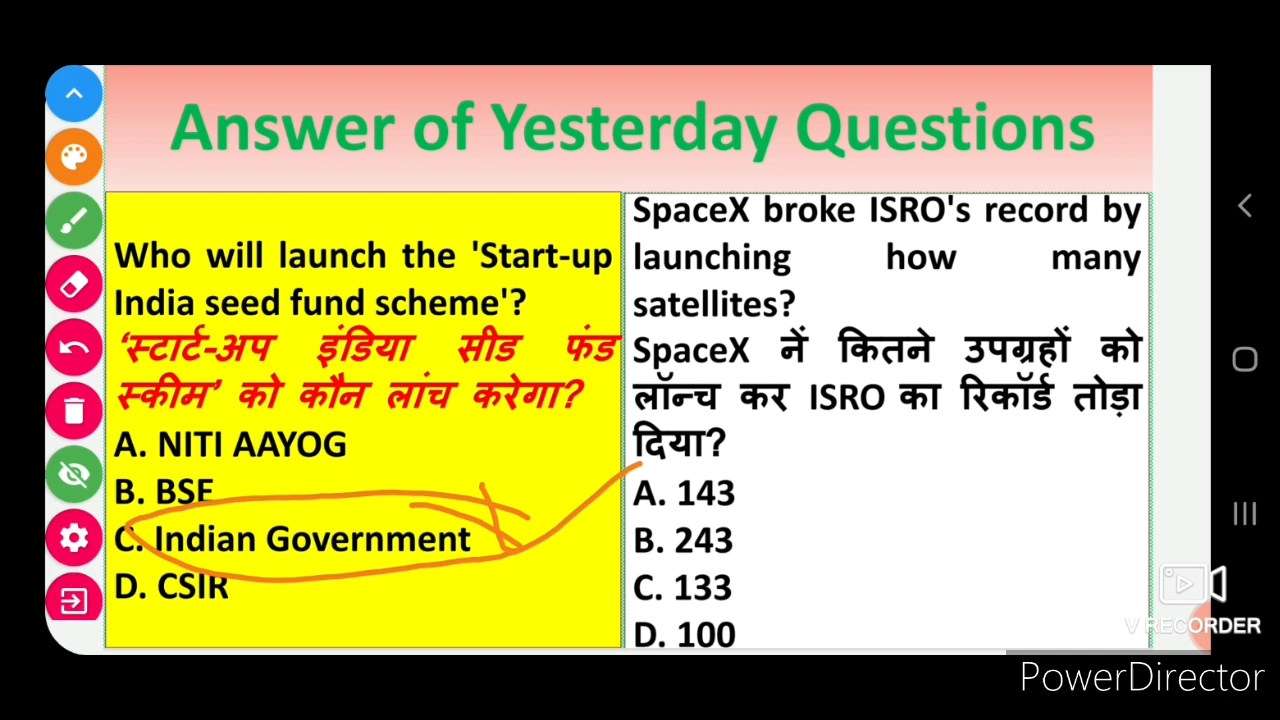 Answer of Yesterday Questions
Who will launch the 'Start-up
India seed fund scheme'?
‘स्टार्ट-अप इंडिया सीड फंड
स्कीम’ को कौन लांच करेगा?
A. NITI AAYOG
B. BSE
C. Indian Government
D. CSIR
SpaceX broke ISRO's record by
launching how many
satellites?
SpaceX नें कितने उपग्रहों को
लॉन्च कर ISRO का रिकॉर्ड तोड़ा
दिया?
A. 143
B. 243
C. 133
D. 100
V RECORDER
PowerDirector